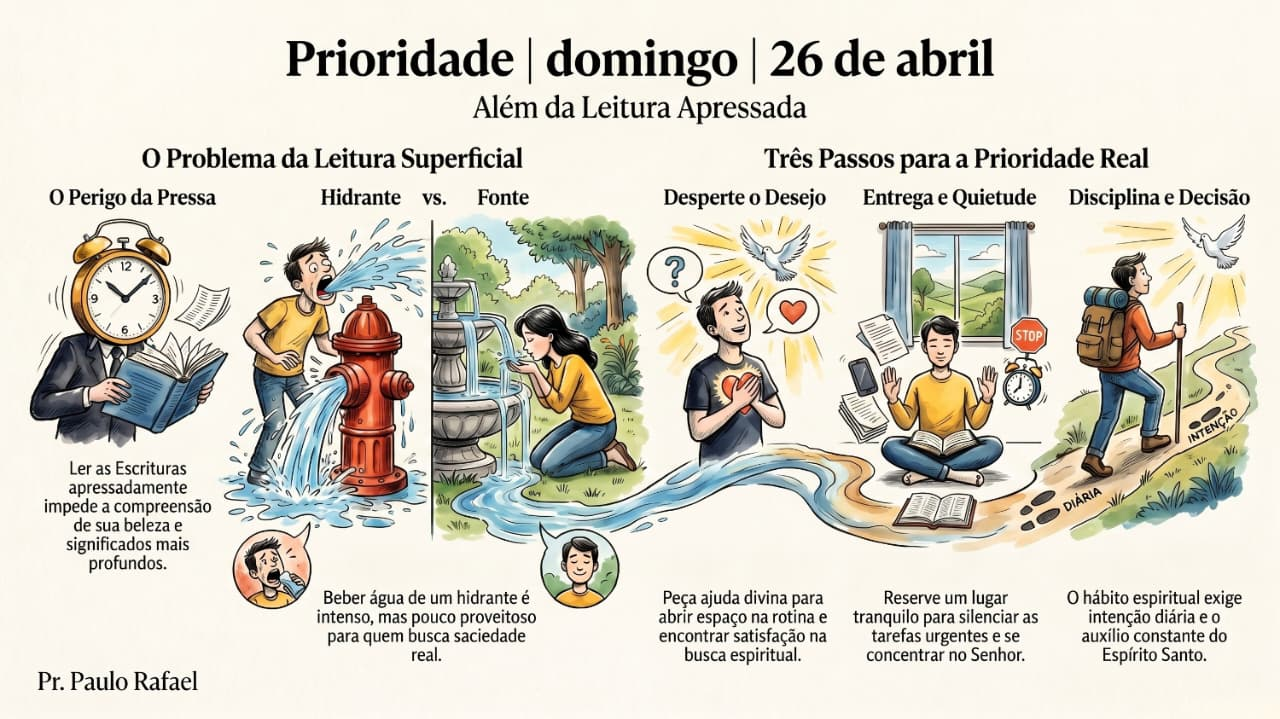 Prioridade | domingo | 26 de abril
Além da Leitura Apressada
O Problema da Leitura Superficial
O Perigo da Pressa
12
3
6
9
Ler as Escrituras
apressadamente
impede a compreensão
de sua beleza e
significados mais
profundos.
Hidrante vs. Fonte
Beber água de um hidrante é
intenso, mas pouco proveitoso
para quem busca saciedade
real.
Três Passos para a Prioridade Real
Desperte o Desejo
?
Peça ajuda divina para
abrir espaço na rotina e
encontrar satisfação na
busca espiritual.
Entrega e Quietude
STOP
Reserve um lugar
tranquilo para silenciar as
tarefas urgentes e se
concentrar no Senhor.
Disciplina e Decisão
INTENÇÃO
DIÁRIA
O hábito espiritual exige
intenção diária e o
auxílio constante do
Espírito Santo.
Pr. Paulo Rafael